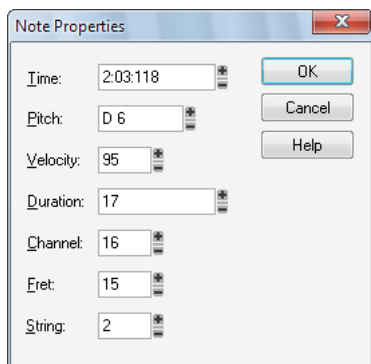 Note Properties
Time: 2:03:118 OK
Pitch: D 6 Cancel
Velocity: 95 Help
Duration: 17
Channel: 16
Fret: 15
String: 2